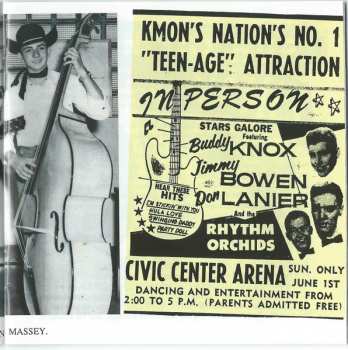 KMON'S NATION'S NO. 1
"TEEN-AGE" ATTRACTION
IN PERSON
STARS GALORE
Featuring
Buddy KNOX
Jimmy BOWEN
Don LANIER
And the
RHYTHM
ORCHIDS
HEAR THESE
HITS
I'M STICKIN' WITH YOU
HULA LOVE
SWINGING DADDY
PARTY DOLL
CIVIC CENTER ARENA SUN. ONLY
JUNE 1ST
DANCING AND ENTERTAINMENT FROM
2:00 TO 5 P.M. (PARENTS ADMITTED FREE)
N MASSEY.